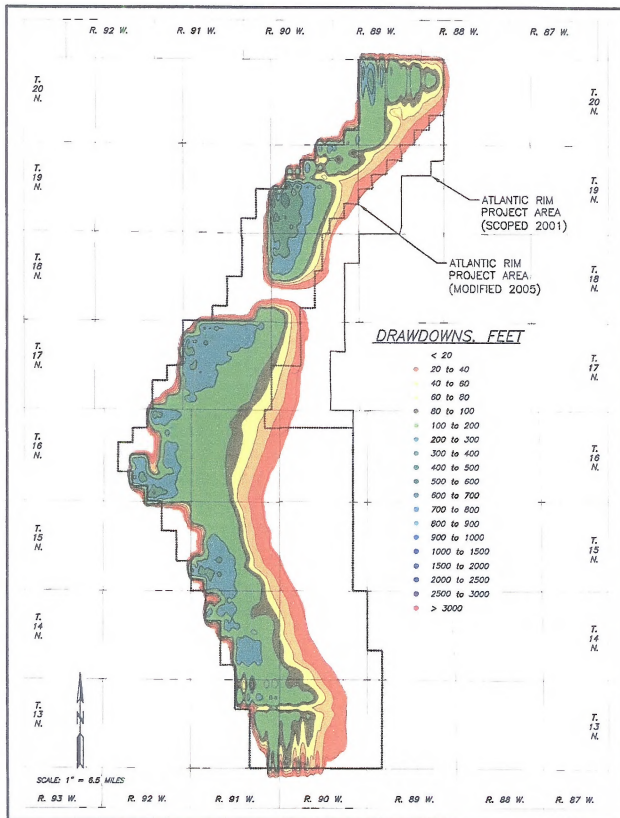 R. 92 W. R. 91 W. R. 90 W. R. 89 W. R. 88 W. R. 87 W.
T. 20 N.
T. 20 N.
T. 19 N.
T. 19 N.
ATLANTIC RIM
PROJECT AREA
(SCOPED 2001)
ATLANTIC RIM
PROJECT AREA
(MODIFIED 2005)
T. 18 N.
T. 18 N.
DRAWDOWNS, FEET
< 20
20 to 40
40 to 60
60 to 80
80 to 100
100 to 200
200 to 300
300 to 400
400 to 500
500 to 600
600 to 700
700 to 800
800 to 900
900 to 1000
1000 to 1500
1500 to 2000
2000 to 2500
2500 to 3000
> 3000
T. 17 N.
T. 17 N.
T. 16 N.
T. 16 N.
T. 15 N.
T. 15 N.
T. 14 N.
T. 14 N.
T. 13 N.
T. 13 N.
N
SCALE: 1" = 6.5 MILES
R. 93 W. R. 92 W. R. 91 W. R. 90 W. R. 89 W. R. 88 W. R. 87 W.